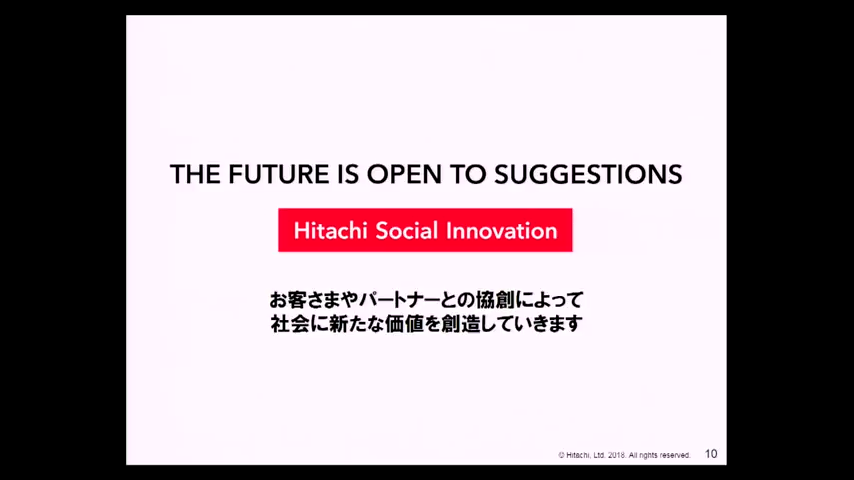 THE FUTURE IS OPEN TO SUGGESTIONS
Hitachi Social Innovation
お客さまやパートナーとの協創によって
社会に新たな価値を創造していきます
© Hitachi, Ltd. 2018. All rights reserved. 10